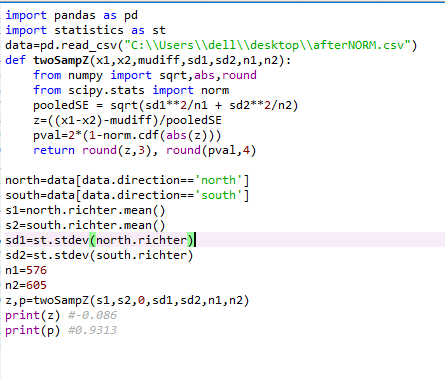 import pandas as pd
import statistics as st
data=pd.read_csv("C:\\Users\\dell\\desktop\\afterNORM.csv")
def twoSampZ(x1,x2,mudiff,sd1,sd2,n1,n2):
    from numpy import sqrt,abs,round
    from scipy.stats import norm
    pooledSE = sqrt(sd1**2/n1 + sd2**2/n2)
    z=((x1-x2)-mudiff)/pooledSE
    pval=2*(1-norm.cdf(abs(z)))
    return round(z,3), round(pval,4)

north=data[data.direction=='north']
south=data[data.direction=='south']
s1=north.richter.mean()
s2=south.richter.mean()
sd1=st.stdev(north.richter)
sd2=st.stdev(south.richter)
n1=576
n2=605
z,p=twoSampZ(s1,s2,0,sd1,sd2,n1,n2)
print(z) #-0.086
print(p) #0.9313